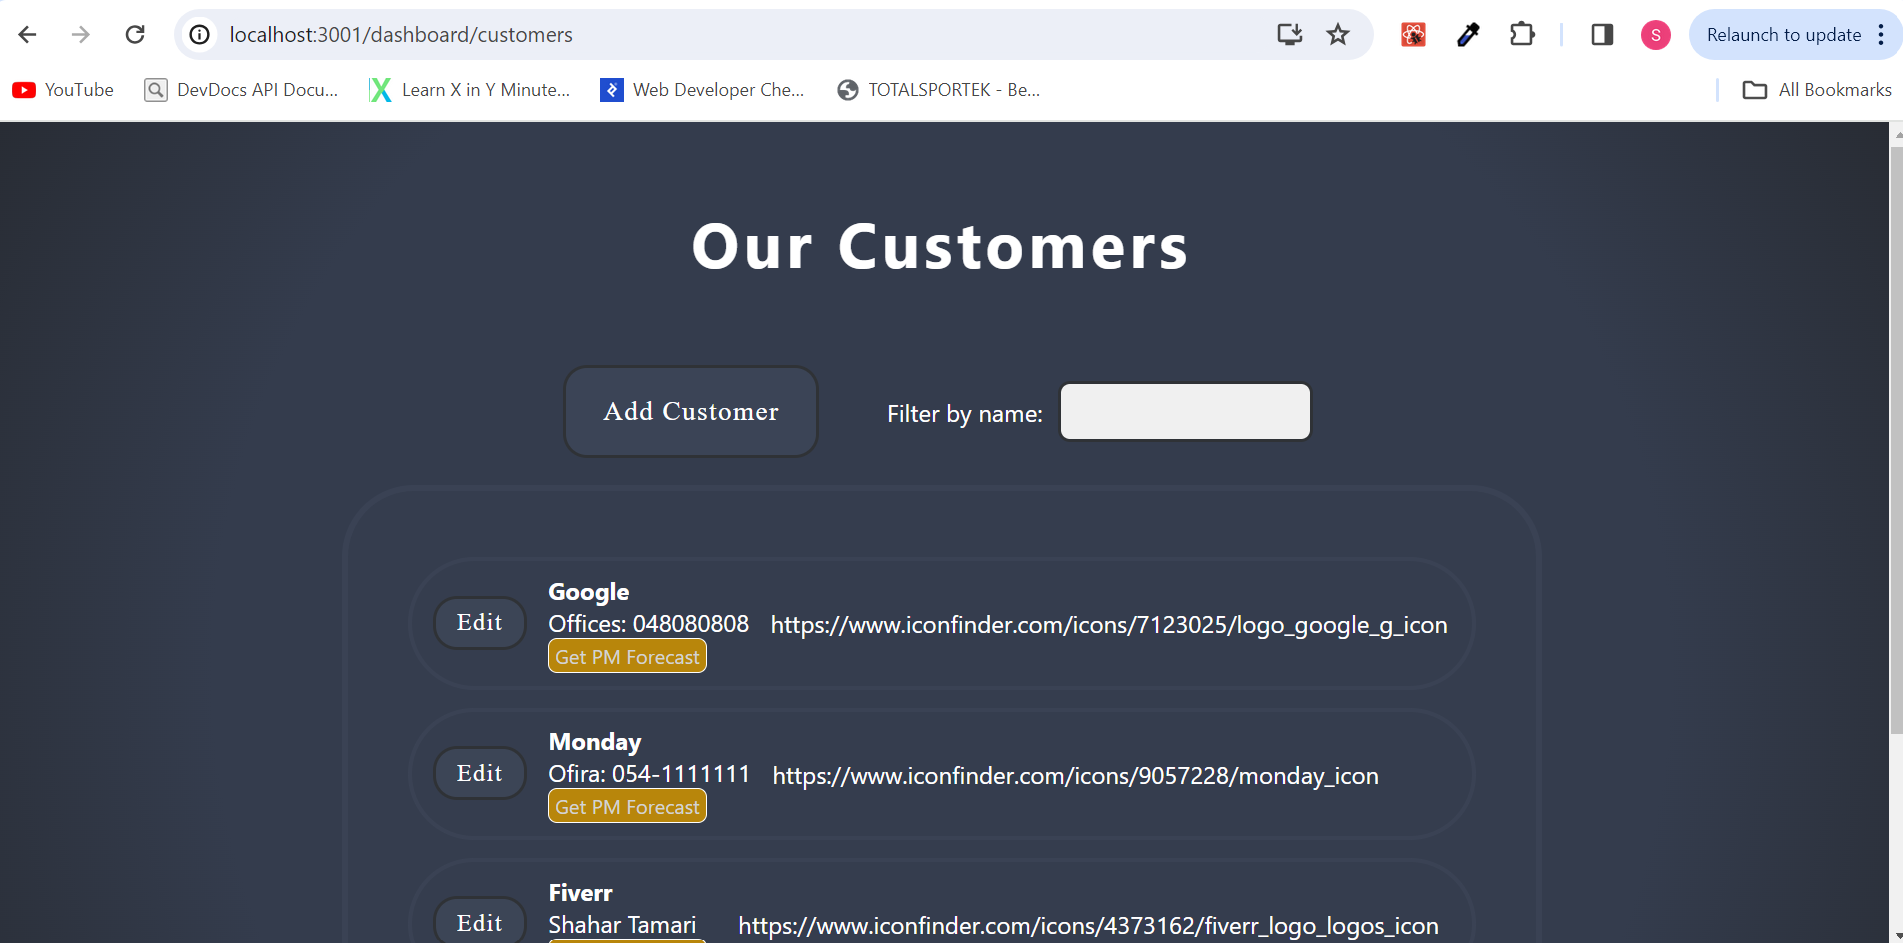 localhost:3001/dashboard/customers
S
Relaunch to update
YouTube
DevDocs API Docu...
Learn X in Y Minute...
Web Developer Che...
TOTALSPORTEK - Be...
All Bookmarks
Our Customers
Add Customer
Filter by name:
Edit
Google
Offices: 048080808
https://www.iconfinder.com/icons/7123025/logo_google_g_icon
Get PM Forecast
Edit
Monday
Ofira: 054-1111111
https://www.iconfinder.com/icons/9057228/monday_icon
Get PM Forecast
Edit
Fiverr
Shahar Tamari
https://www.iconfinder.com/icons/4373162/fiverr_logo_logos_icon